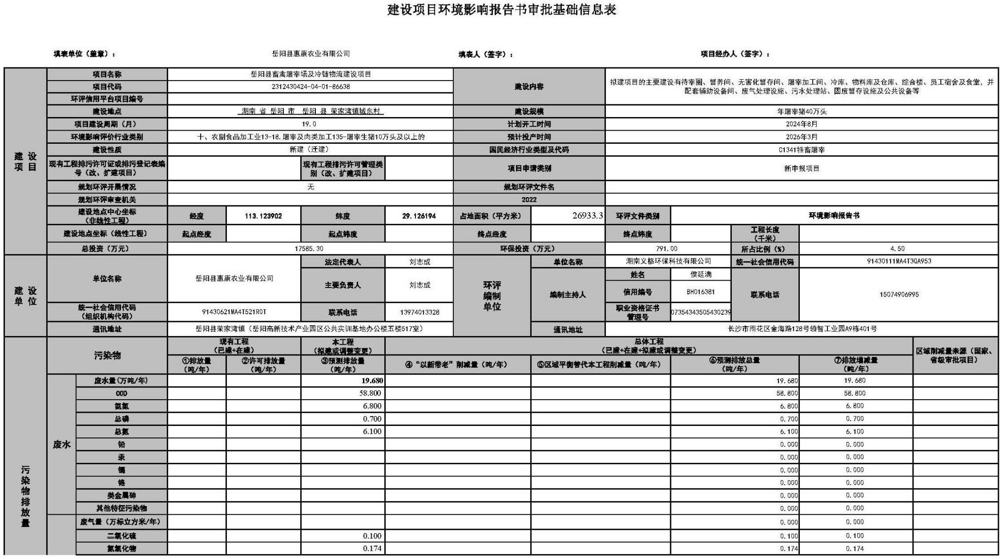 建设项目环境影响报告书审批基础信息表
填表单位（盖章）： 岳阳县惠康农业有限公司 填表人（签字）： 项目经办人（签字）：
建 设
项 目
项目名称 岳阳县畜禽屠宰场及冷链物流建设项目
项目代码 2312430424-04-01-86638
环评信用平台项目编号
建设内容
拟建项目的主要建设有待宰圈、暂养间、无害化暂存间、屠宰加工间、冷库、物料库及仓库、综合楼、员工宿舍及食堂，并
配套辅助设备间、废气处理设施、污水处理站、固废暂存设施及公共设备等
建设地点 湖南 省 岳阳 市 岳阳 县 荣家湾镇城东村 建设规模 年屠宰猪40万头
项目建设周期（月） 19.0 计划开工时间 2024年8月
环境影响评价行业类别 十、农副食品加工业13-18.屠宰及肉类加工135-屠宰生猪10万头及以上的 预计投产时间 2026年3月
建设性质 新建（迁建） 国民经济行业类型及代码 C1341牲畜屠宰
现有工程排污许可证或排污登记表编
号（改、扩建项目）
现有工程排污许可管理类
别（改、扩建项目）
项目申请类别 新申报项目
规划环评开展情况 无 规划环评文件名
规划环评审查机关 2022
建设地点中心坐标
（非线性工程）
经度 113.123902 纬度 29.126194 占地面积（平方米） 26933.3 环评文件类别 环境影响报告书
建设地点坐标（线性工程） 起点经度 起点纬度 终点经度 终点纬度 工程长度
（千米）
总投资（万元） 17585.30 环保投资（万元） 791.00 所占比例（%） 4.50
建 设
单 位
单位名称 岳阳县惠康农业有限公司
法定代表人 刘志成
主要负责人 刘志成
环评
编制
单位
单位名称 湖南义格环保科技有限公司 统一社会信用代码 91430111MA4T3QA953
编制主持人
姓名 侯延满
信用编号 BH016381
职业资格证书
管理号
07354343505430239
联系电话 15074906995
统一社会信用代码
（组织机构代码）
91430621MA4T521R0T 联系电话 13974013328
通讯地址 岳阳县荣家湾镇（岳阳高新技术产业园区公共实训基地办公楼五楼517室） 通讯地址 长沙市雨花区金海路128号领智工业园A9栋401号
污
染
物
排
放
量
污染物
现有工程
（已建+在建）
本工程
（拟建或调整变更）
总体工程
（已建+在建+拟建或调整变更）
区域削减量来源（国家、
省级审批项目）
①排放量
（吨/年）
②许可排放量
（吨/年）
③预测排放量
（吨/年）
④“以新带老”削减量（吨/年）
⑤区域平衡替代本工程削减量（吨/年）
⑥预测排放总量
（吨/年）
⑦排放增减量
（吨/年）
废水
废水量(万吨/年) 19.680 19.680 19.680
COD 58.800 58.800 58.800
氨氮 6.800 6.800 6.800
总磷 0.700 0.700 0.700
总氮 6.100 6.100 6.100
铅 0.000 0.000
汞 0.000 0.000
镉 0.000 0.000
铬 0.000 0.000
类金属砷 0.000 0.000
其他特征污染物 0.000 0.000
废气量（万标立方米/年） 0.000 0.000
二氧化硫 0.100 0.100 0.100
氮氧化物 0.174 0.174 0.174